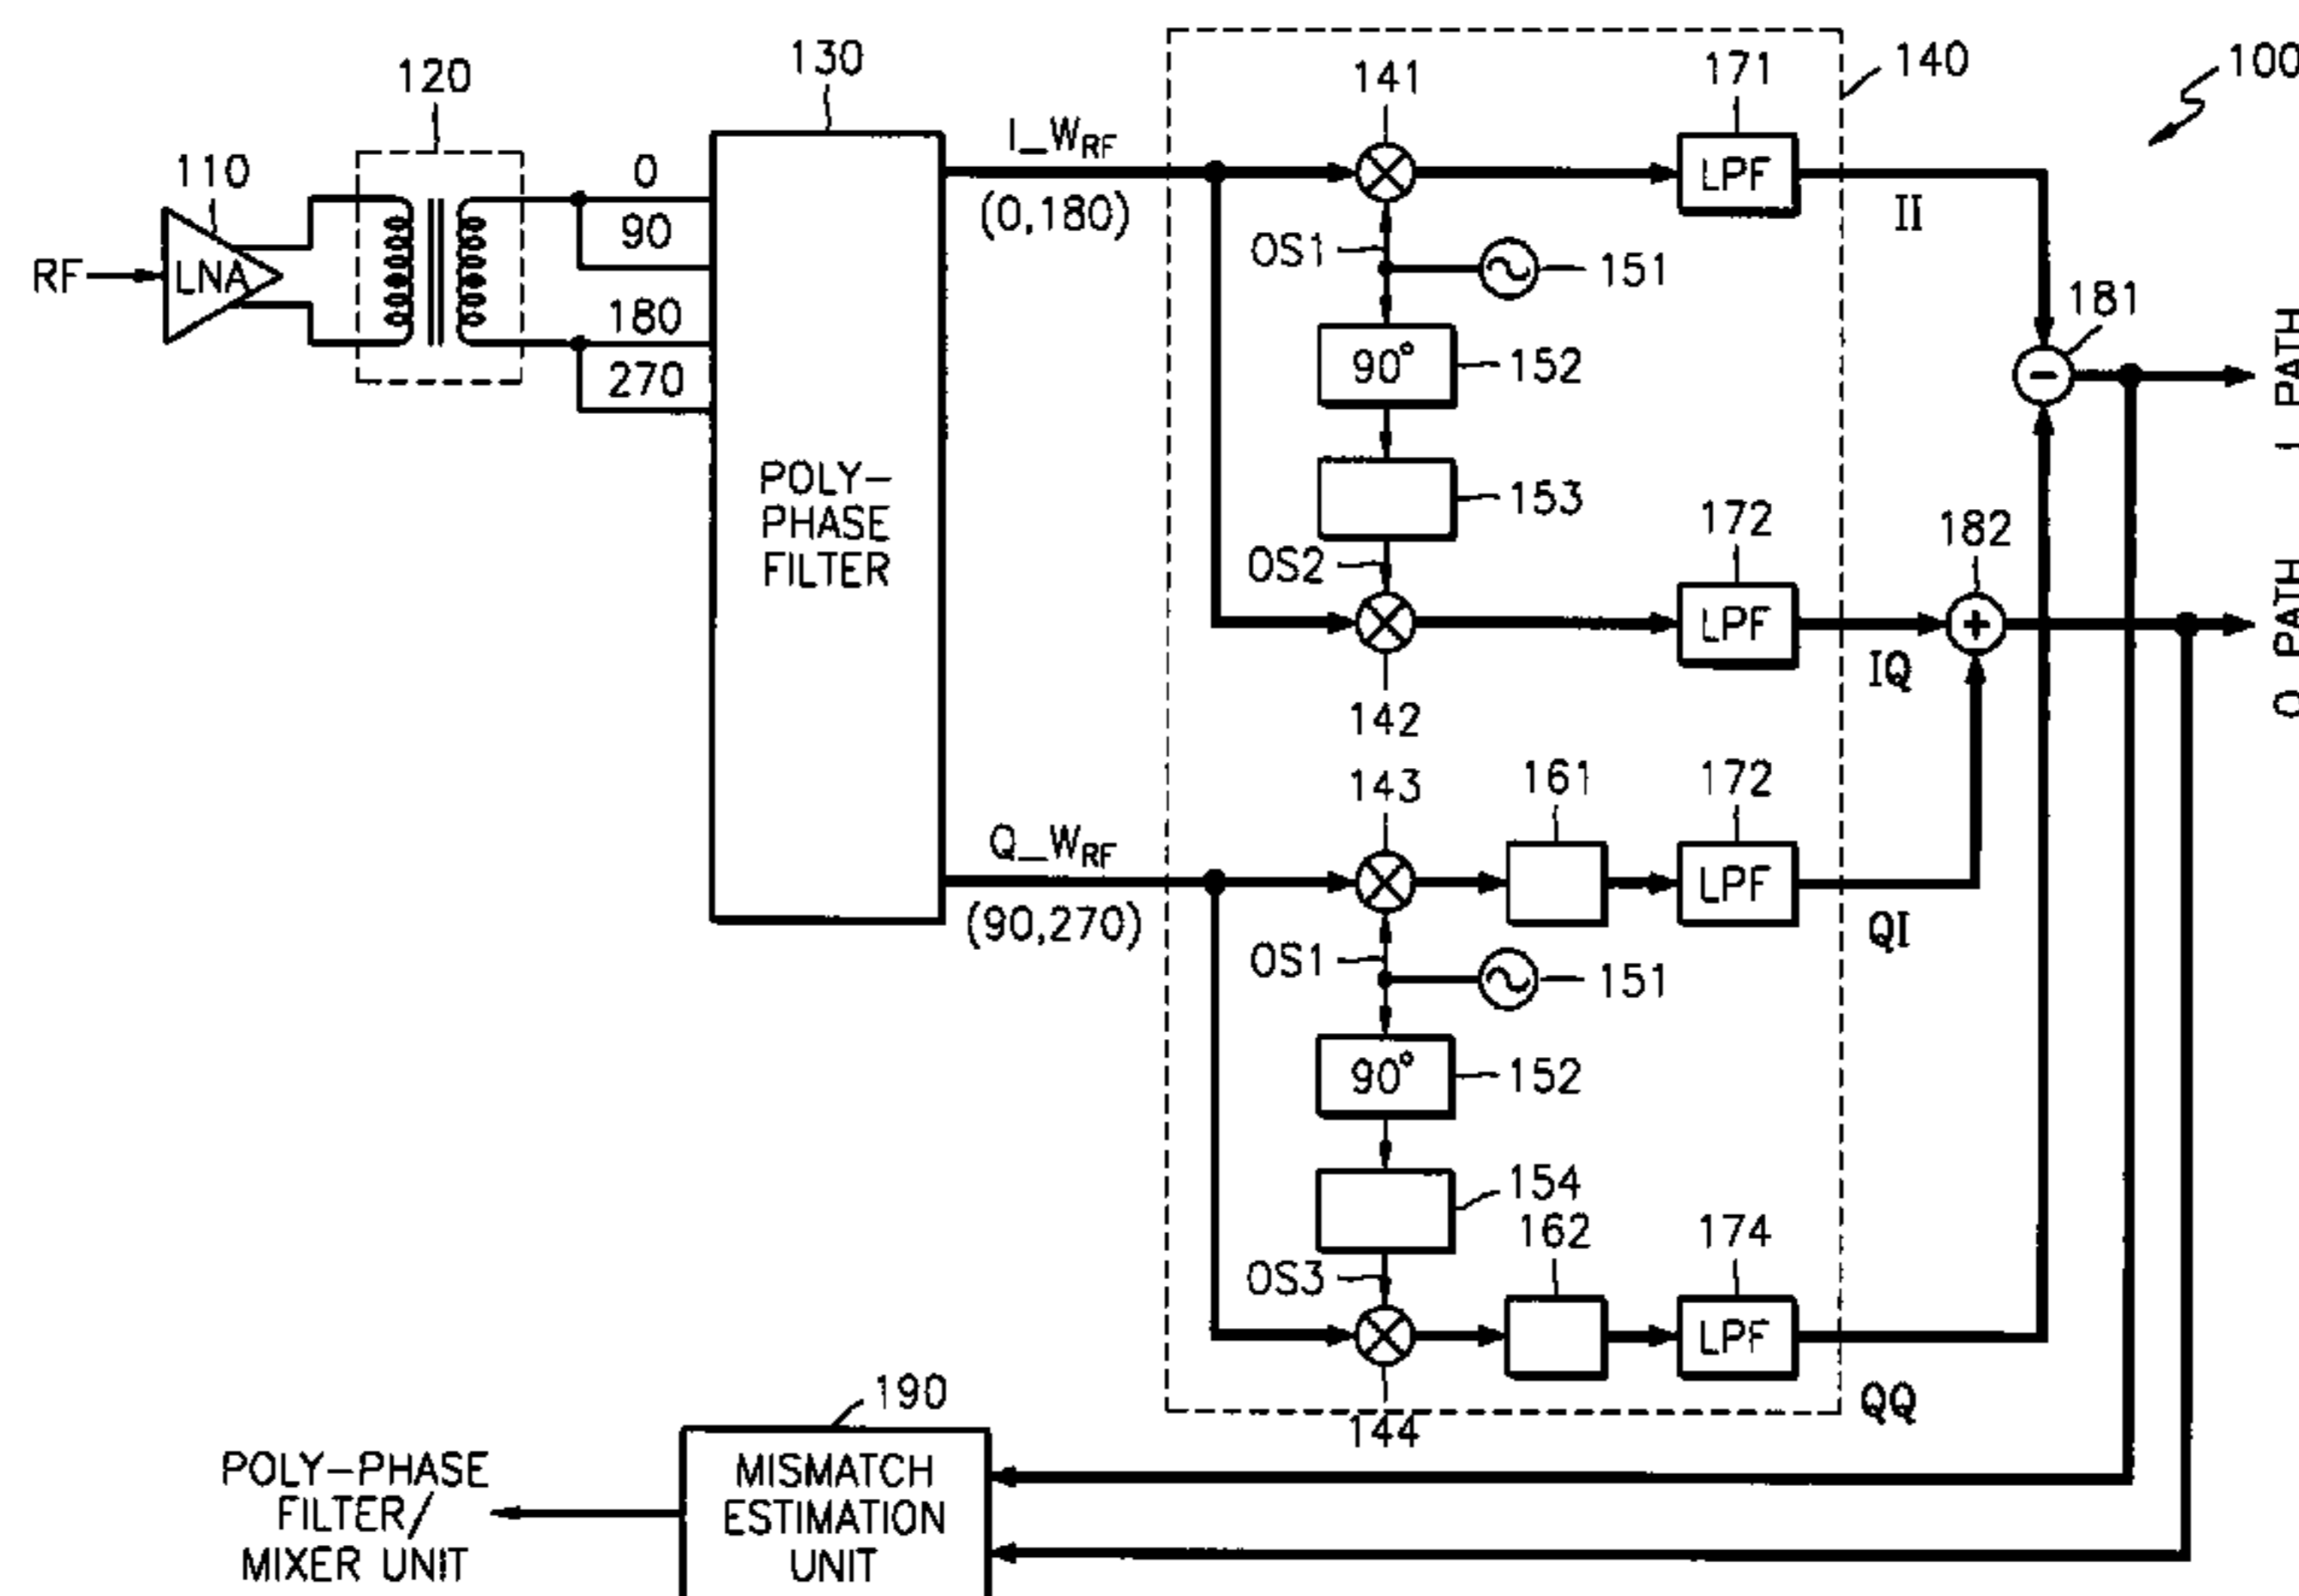 100
120
130
140
141
171
110
LNA
RF
0
90
180
270
POLY-
PHASE
FILTER
I_WRF
(0,180)
OS1
151
90°
152
153
OS2
142
LPF
II
181
-
I PATH
172
LPF
IQ
182
+
Q PATH
Q_WRF
(90,270)
143
161
172
LPF
QI
OS1
151
90°
152
154
OS3
144
162
174
LPF
QQ
190
MISMATCH
ESTIMATION
UNIT
POLY-PHASE
FILTER/
MIXER UNIT